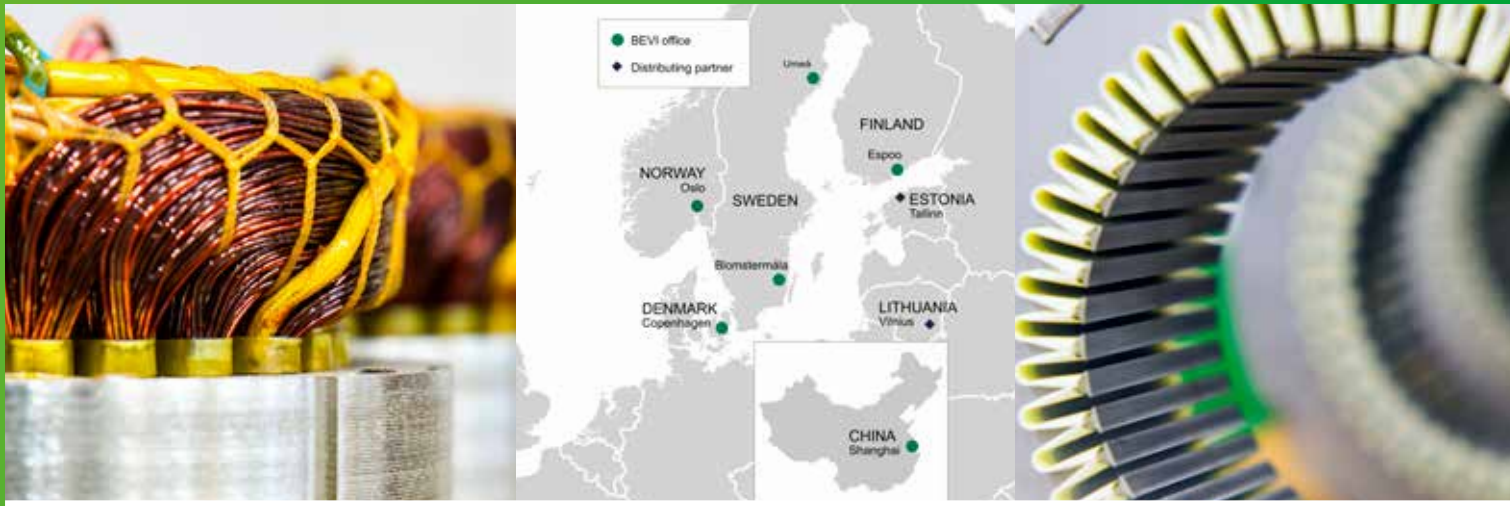 BEVI office
Distributing partner
Umeå
FINLAND
Espoo
NORWAY
Oslo
SWEDEN
ESTONIA
Tallinn
Blomstermåla
DENMARK
Copenhagen
LITHUANIA
Vilnius
CHINA
Shanghai